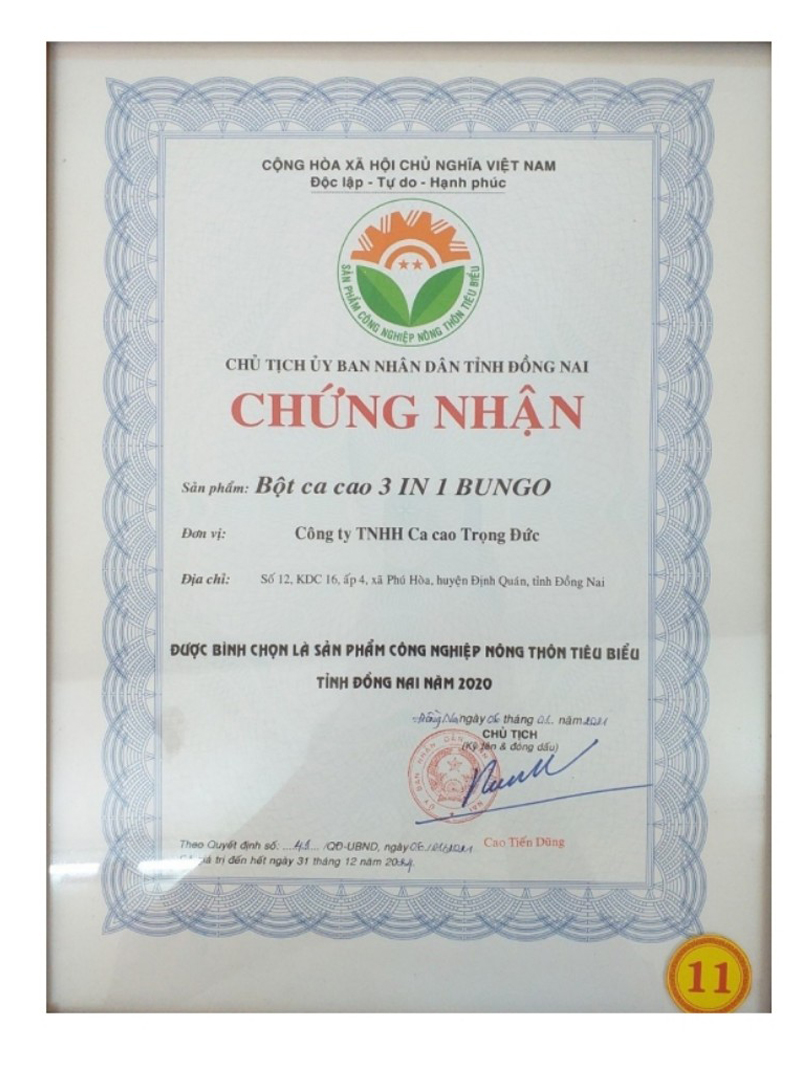 CỘNG HÒA XÃ HỘI CHỦ NGHĨA VIỆT NAM
Độc lập - Tự do - Hạnh phúc
SẢN PHẨM CÔNG NGHIỆP NÔNG THÔN TIÊU BIỂU
CHỦ TỊCH ỦY BAN NHÂN DÂN TỈNH ĐỒNG NAI
CHỨNG NHẬN
Sản phẩm: Bột ca cao 3 IN 1 BUNGO
Đơn vị: Công ty TNHH Ca cao Trọng Đức
Địa chỉ: Số 12, KDC 16, ấp 4, xã Phú Hòa, huyện Định Quán, tỉnh Đồng Nai
ĐƯỢC BÌNH CHỌN LÀ SẢN PHẨM CÔNG NGHIỆP NÔNG THÔN TIÊU BIỂU
TỈNH ĐỒNG NAI NĂM 2020
Đồng Nai, ngày 06 tháng 01 năm 2021
CHỦ TỊCH
(Ký tên & đóng dấu)
Theo Quyết định số: ..../QĐ-UBND, ngày 06/01/2021
Có giá trị đến hết ngày 31 tháng 12 năm
Cao Tiến Dũng
11